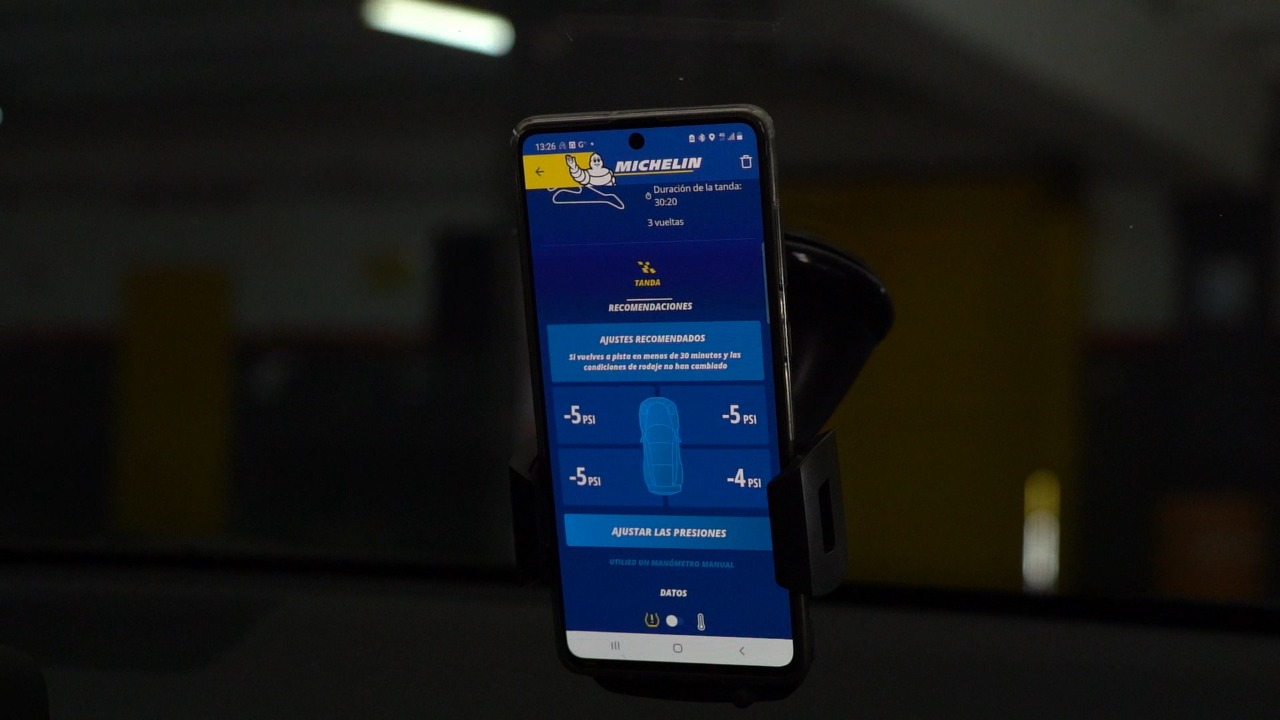 13:26
MICHELIN
Duración de la tanda:
30:20
3 vueltas
TANDA
RECOMENDACIONES
AJUSTES RECOMENDADOS
Si vuelves a pista en menos de 30 minutos y las
condiciones de rodeje no han cambiado
-5 PSI
-5 PSI
-5 PSI
-4 PSI
AJUSTAR LAS PRESIONES
UTILIZO UN MANÓMETRO MANUAL
DATOS